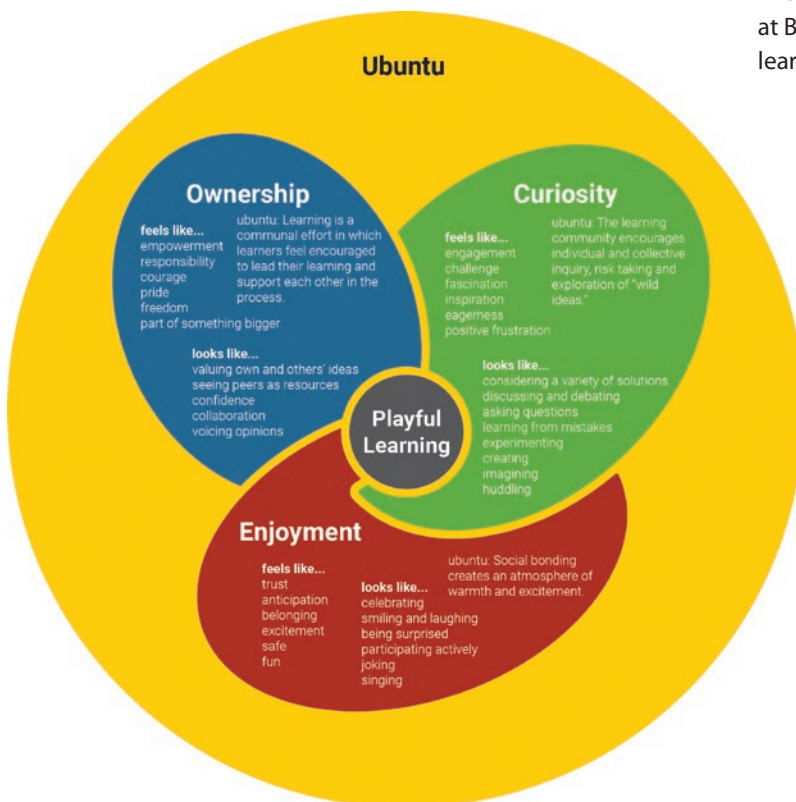 at B
lear
Ubuntu
Ownership
feels like...
empowerment
responsibility
courage
pride
freedom
part of something bigger
ubuntu: Learning is a
communal effort in which
learners feel encouraged
to lead their learning and
support each other in the
process.
looks like...
valuing own and others' ideas
seeing peers as resources
confidence
collaboration
voicing opinions
Curiosity
feels like...
engagement
challenge
fascination
inspiration
eagerness
positive frustration
ubuntu: The learning
community encourages
individual and collective
inquiry, risk taking and
exploration of "wild
ideas."
looks like...
considering a variety of solutions
discussing and debating
asking questions
learning from mistakes
experimenting
creating
imagining
huddling
Playful
Learning
Enjoyment
feels like...
trust
anticipation
belonging
excitement
safe
fun
looks like...
celebrating
smiling and laughing
being surprised
participating actively
joking
singing
ubuntu: Social bonding
creates an atmosphere of
warmth and excitement.